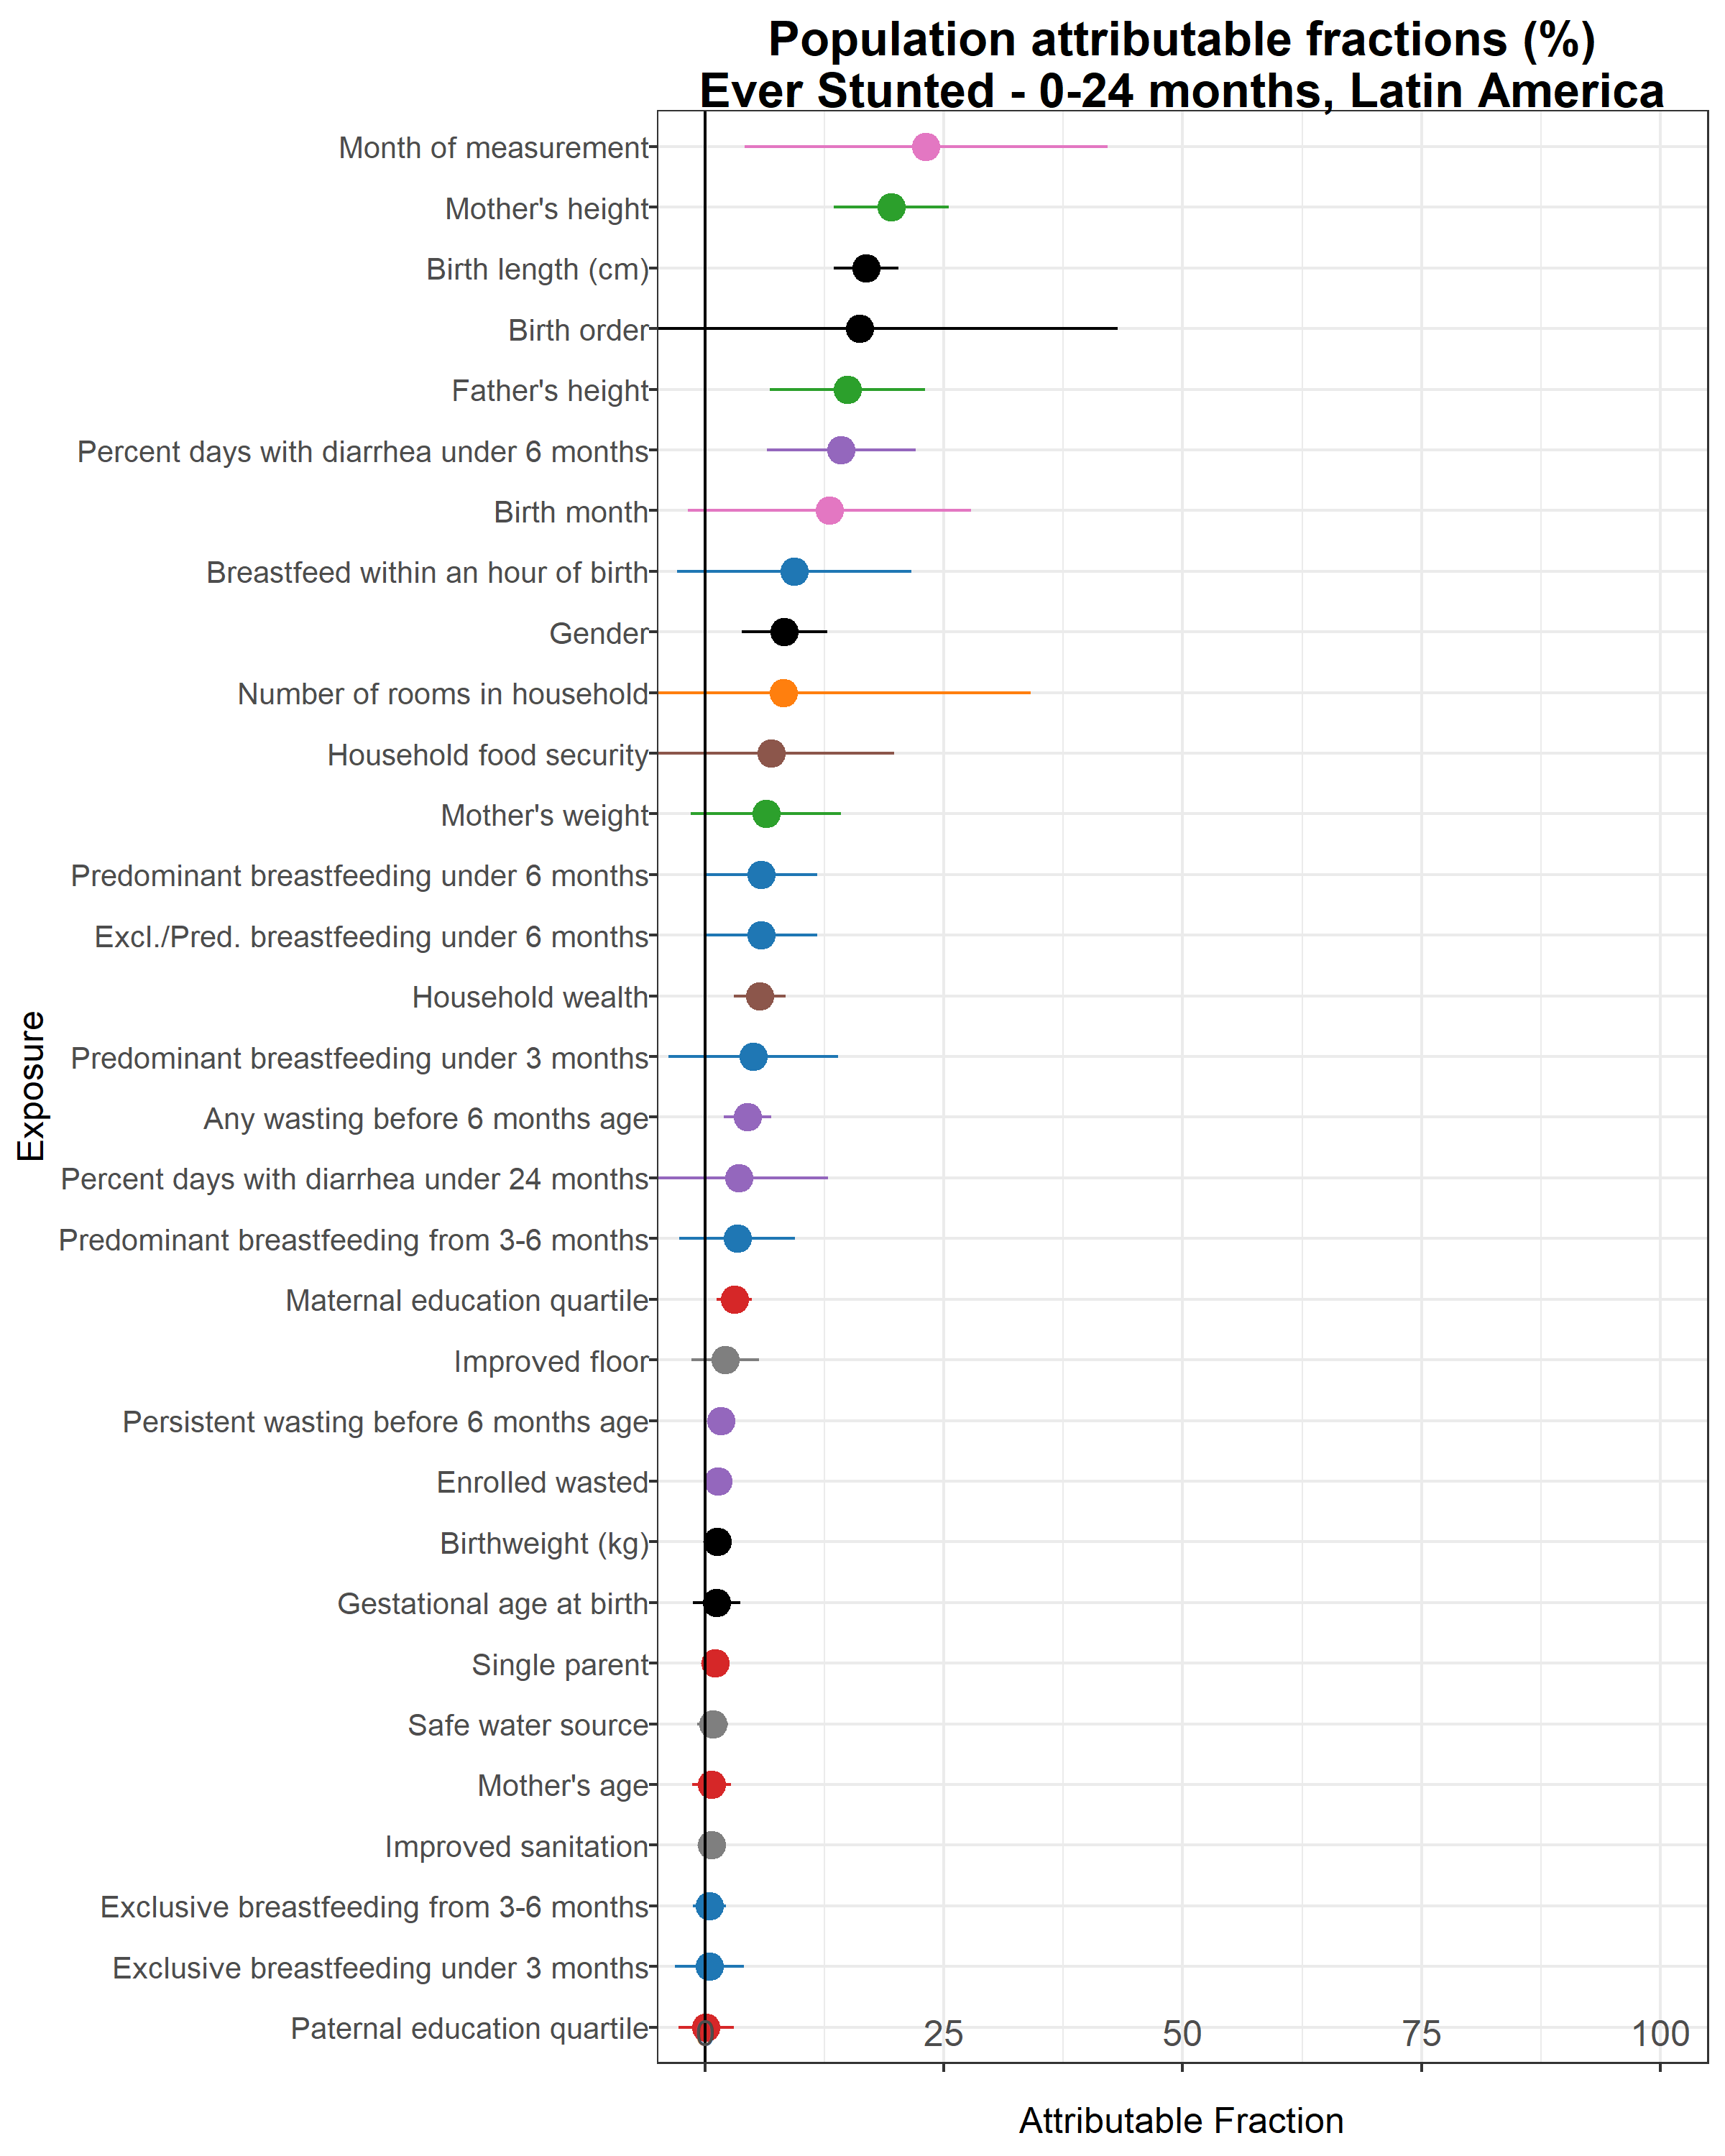 Population attributable fractions (%)
Ever Stunted - 0-24 months, Latin America
Month of measurement
Mother's height
Birth length (cm)
Birth order
Father's height
Percent days with diarrhea under 6 months
Birth month
Breastfeed within an hour of birth
Gender
Number of rooms in household
Household food security
Mother's weight
Predominant breastfeeding under 6 months
Excl./Pred. breastfeeding under 6 months
Household wealth
Predominant breastfeeding under 3 months
Any wasting before 6 months age
Percent days with diarrhea under 24 months
Predominant breastfeeding from 3-6 months
Maternal education quartile
Improved floor
Persistent wasting before 6 months age
Enrolled wasted
Birthweight (kg)
Gestational age at birth
Single parent
Safe water source
Mother's age
Improved sanitation
Exclusive breastfeeding from 3-6 months
Exclusive breastfeeding under 3 months
Paternal education quartile
Exposure
0 25 50 75 100
Attributable Fraction